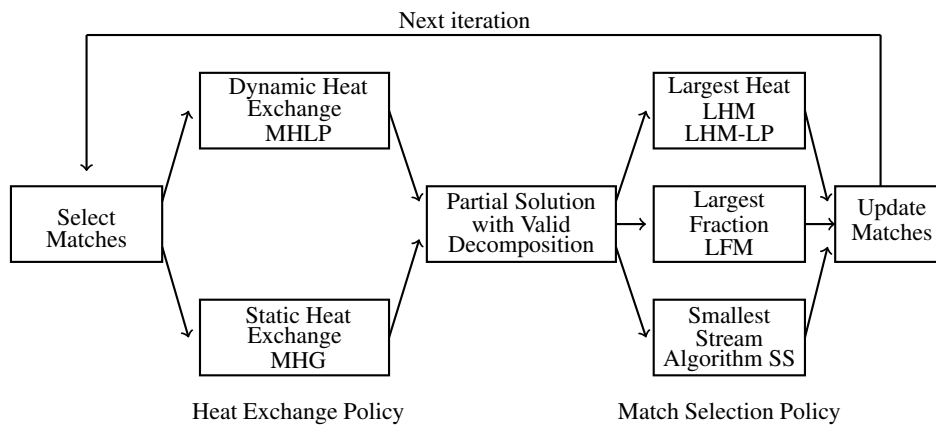 Next iteration
Dynamic Heat
Exchange
MHLP
Largest Heat
LHM
LHM-LP
Select
Matches
Partial Solution
with Valid
Decomposition
Largest
Fraction
LFM
Update
Matches
Static Heat
Exchange
MHG
Smallest
Stream
Algorithm SS
Heat Exchange Policy
Match Selection Policy